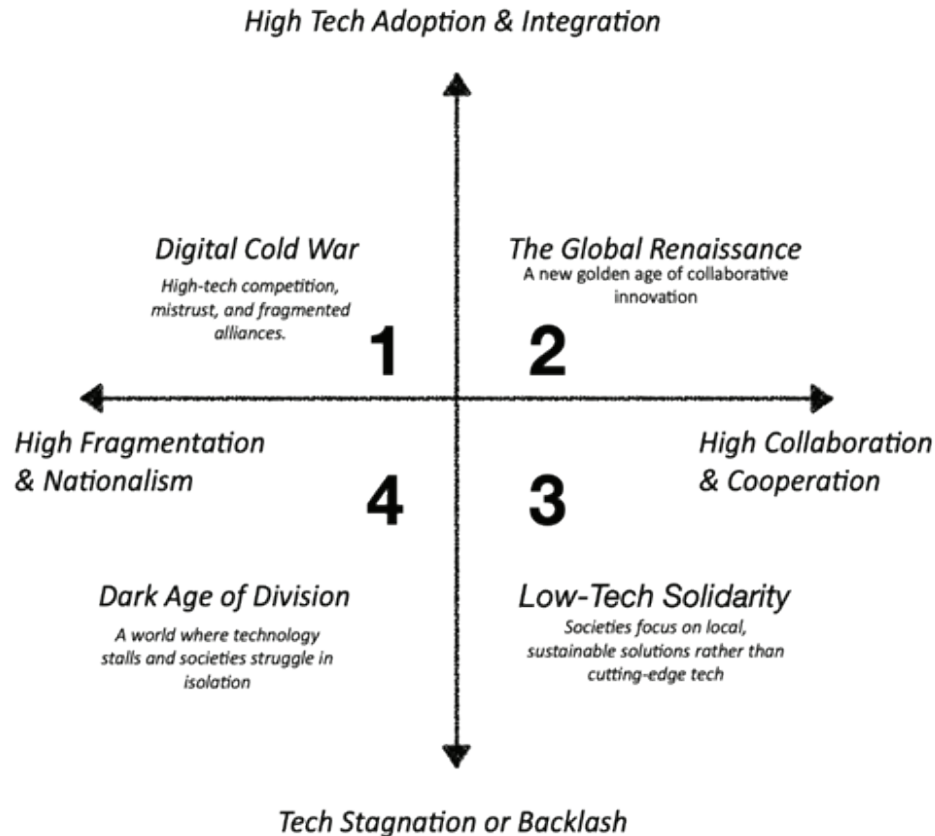 High Tech Adoption & Integration
Digital Cold War
High-tech competition,
mistrust, and fragmented
alliances.
1
The Global Renaissance
A new golden age of collaborative
innovation
2
High Fragmentation
& Nationalism
High Collaboration
& Cooperation
4
Dark Age of Division
A world where technology
stalls and societies struggle in
isolation
3
Low-Tech Solidarity
Societies focus on local,
sustainable solutions rather than
cutting-edge tech
Tech Stagnation or Backlash